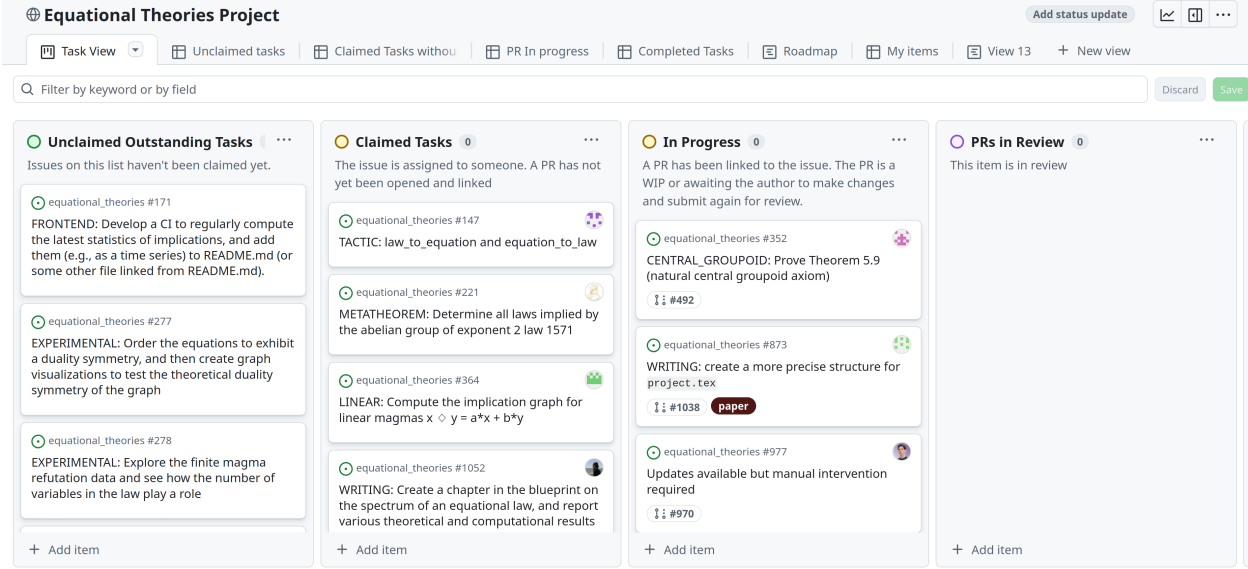 Equational Theories Project
Add status update
Task View
Unclaimed tasks
Claimed Tasks withou
PR In progress
Completed Tasks
Roadmap
My items
View 13
New view
Filter by keyword or by field
Discard
Save
Unclaimed Outstanding Tasks
Issues on this list haven't been claimed yet.
equational_theories #171
FRONTEND: Develop a CI to regularly compute
the latest statistics of implications, and add
them (e.g., as a time series) to README.md (or
some other file linked from README.md).
equational_theories #277
EXPERIMENTAL: Order the equations to exhibit
a duality symmetry, and then create graph
visualizations to test the theoretical duality
symmetry of the graph
equational_theories #278
EXPERIMENTAL: Explore the finite magma
refutation data and see how the number of
variables in the law play a role
Add item
Claimed Tasks 0
The issue is assigned to someone. A PR has not
yet been opened and linked
equational_theories #147
TACTIC: law_to_equation and equation_to_law
equational_theories #221
METATHEOREM: Determine all laws implied by
the abelian group of exponent 2 law 1571
equational_theories #364
LINEAR: Compute the implication graph for
linear magmas x ◇ y = a*x + b*y
equational_theories #1052
WRITING: Create a chapter in the blueprint on
the spectrum of an equational law, and report
various theoretical and computational results
Add item
In Progress 0
A PR has been linked to the issue. The PR is a
WIP or awaiting the author to make changes
and submit again for review.
equational_theories #352
CENTRAL_GROUPOID: Prove Theorem 5.9
(natural central groupoid axiom)
#492
equational_theories #873
WRITING: create a more precise structure for
project.tex
#1038 paper
equational_theories #977
Updates available but manual intervention
required
#970
Add item
PRs in Review 0
This item is in review
Add item